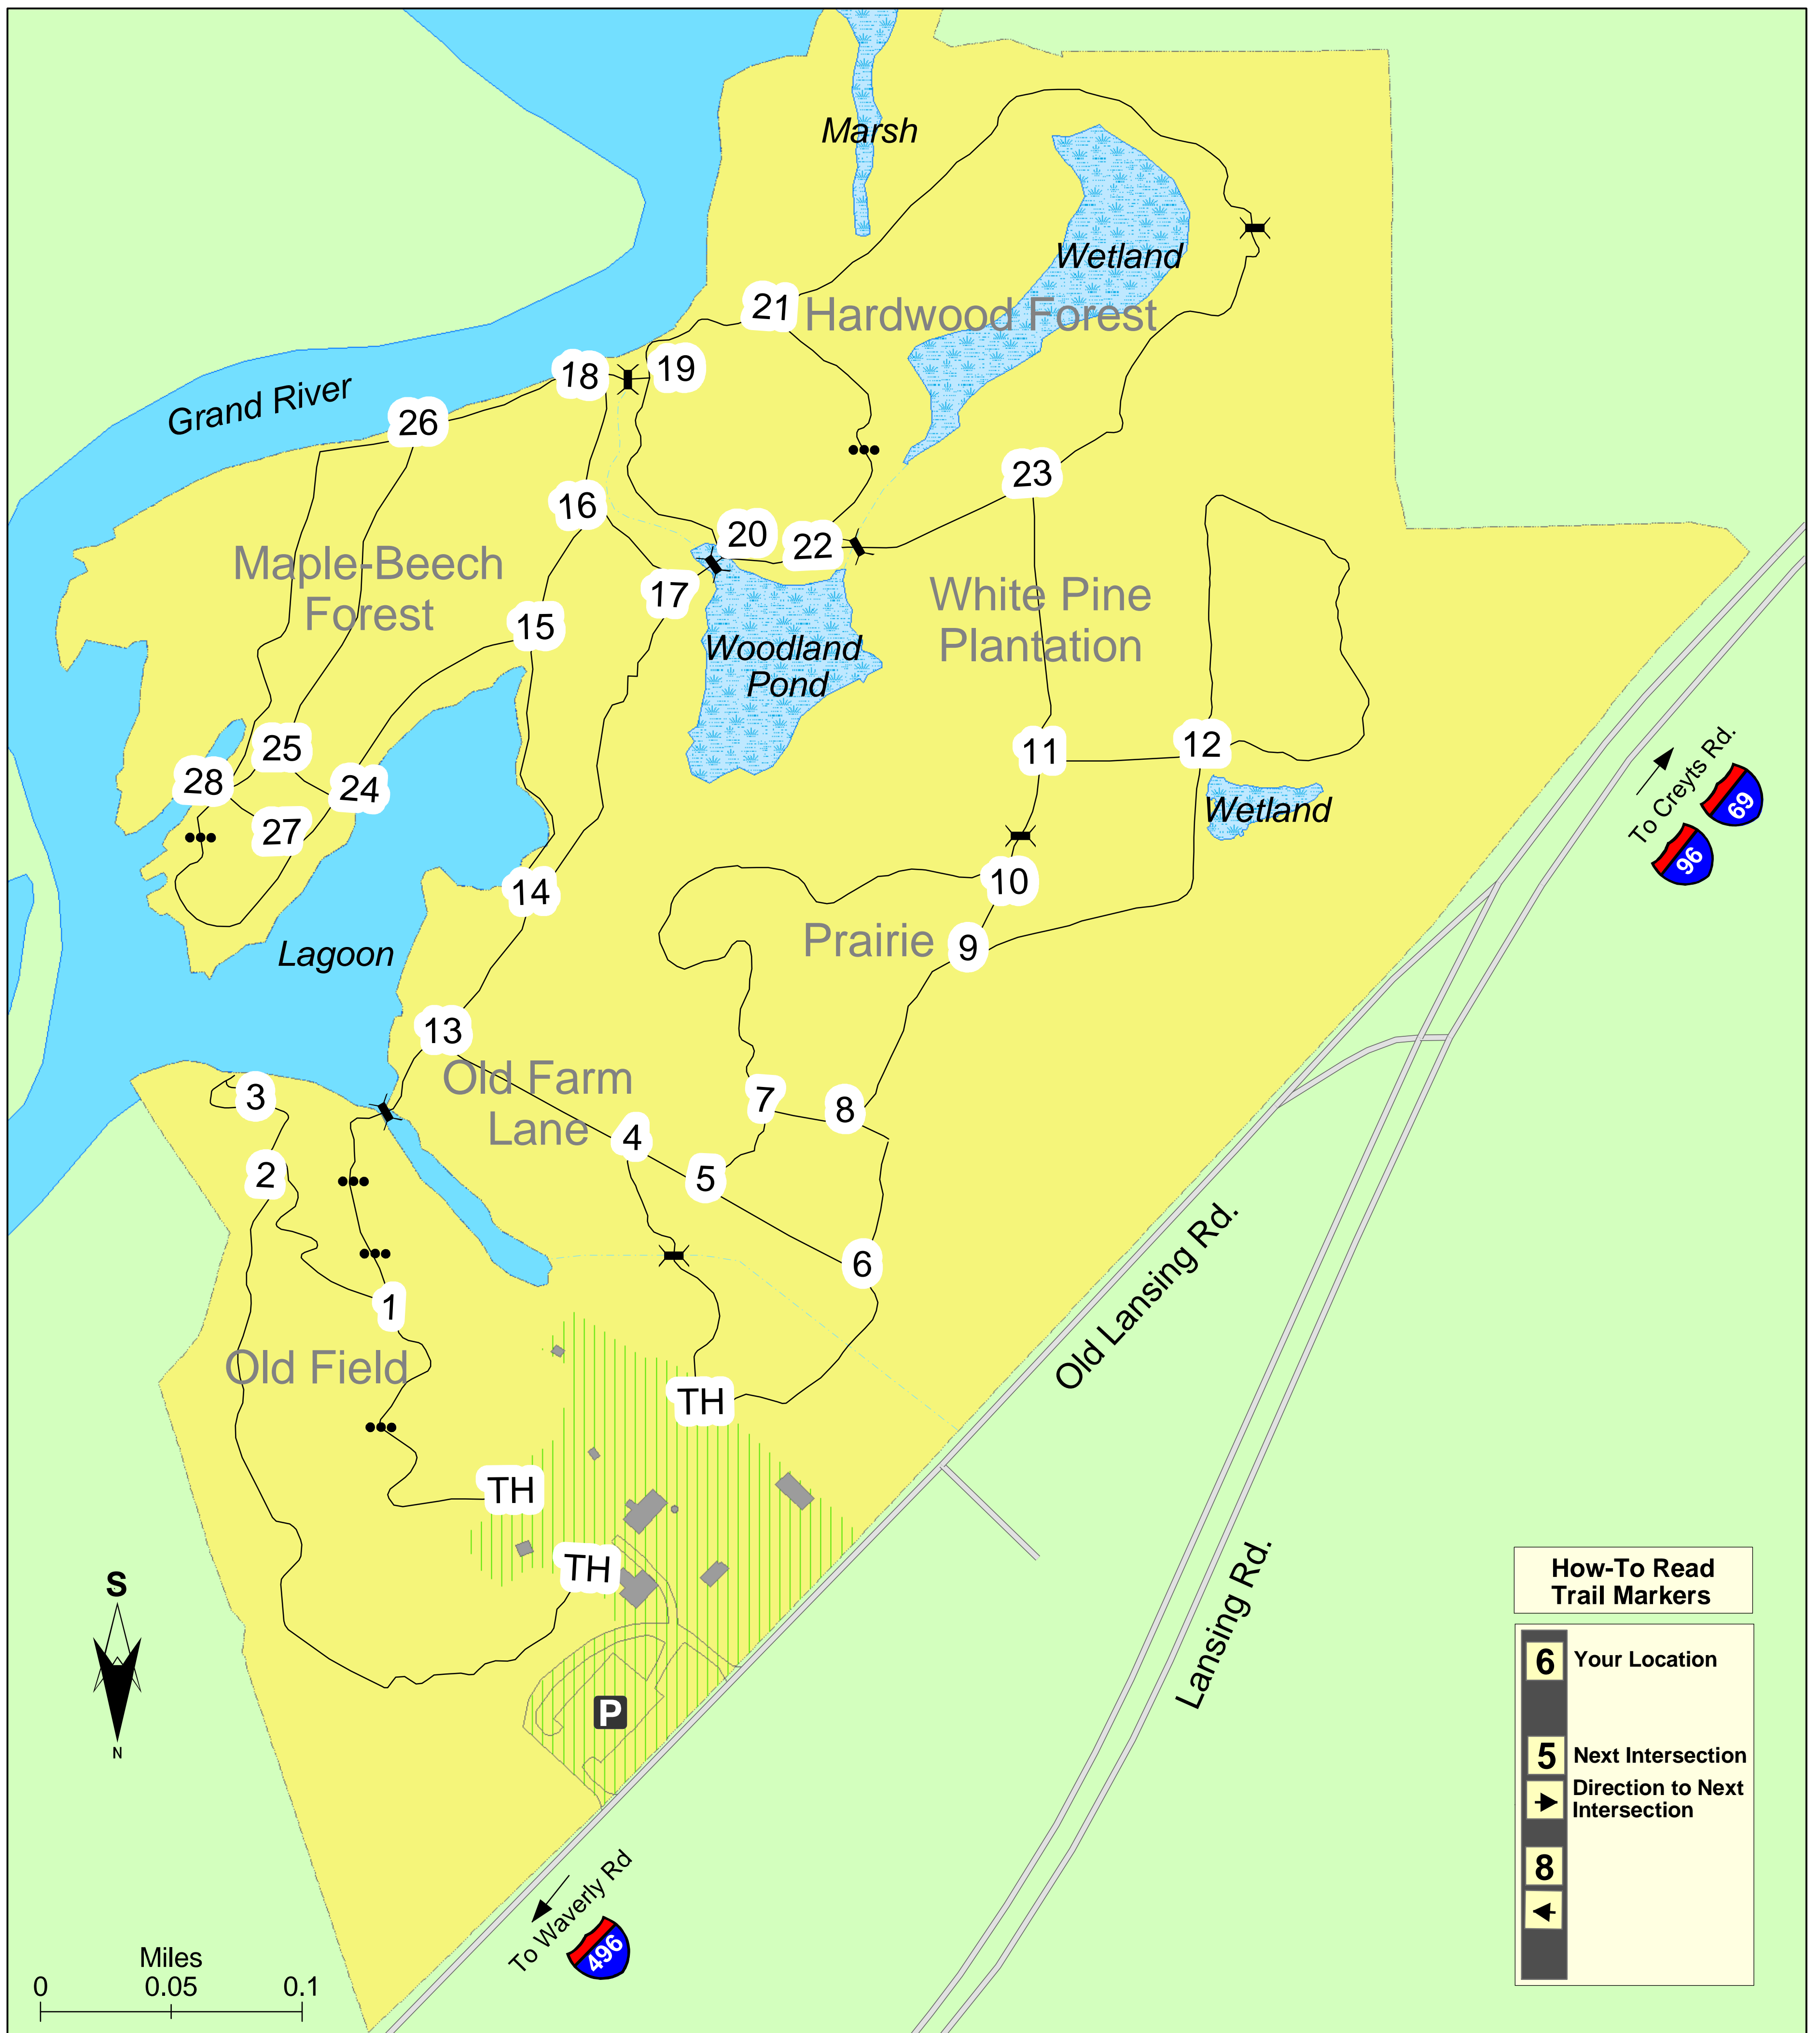 Marsh
Wetland
21
Hardwood Forest
18
19
Grand River
26
23
16
20
22
Maple-Beech
Forest
17
White Pine
Plantation
15
Woodland
Pond
25
11
12
28
24
Wetland
27
To Creyts Rd.
69
96
14
10
Prairie
9
Lagoon
13
Old Farm
Lane
3
7
8
4
2
5
6
1
Old Lansing Rd.
Old Field
TH
TH
TH
Lansing Rd.
S
N
P
How-To Read
Trail Markers
6 Your Location
5 Next Intersection
Direction to Next
Intersection
8
To Waverly Rd
496
Miles
0 0.05 0.1